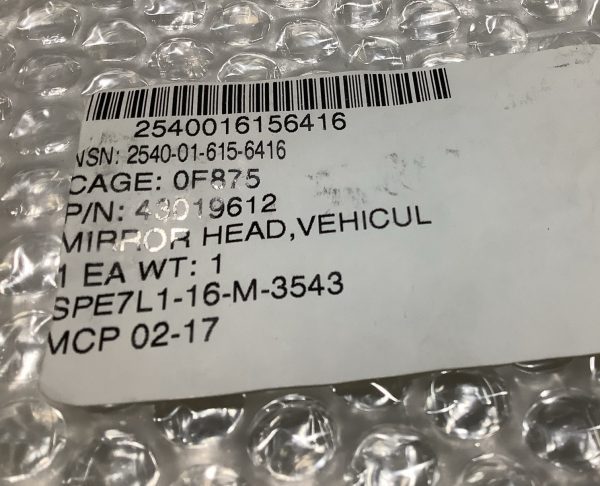 2540016156416
NSN: 2540-01-615-6416
CAGE: 0F875
P/N: 43019612
MIRROR HEAD,VEHICUL
1 EA WT: 1
SPE7L1-16-M-3543
MCP 02-17